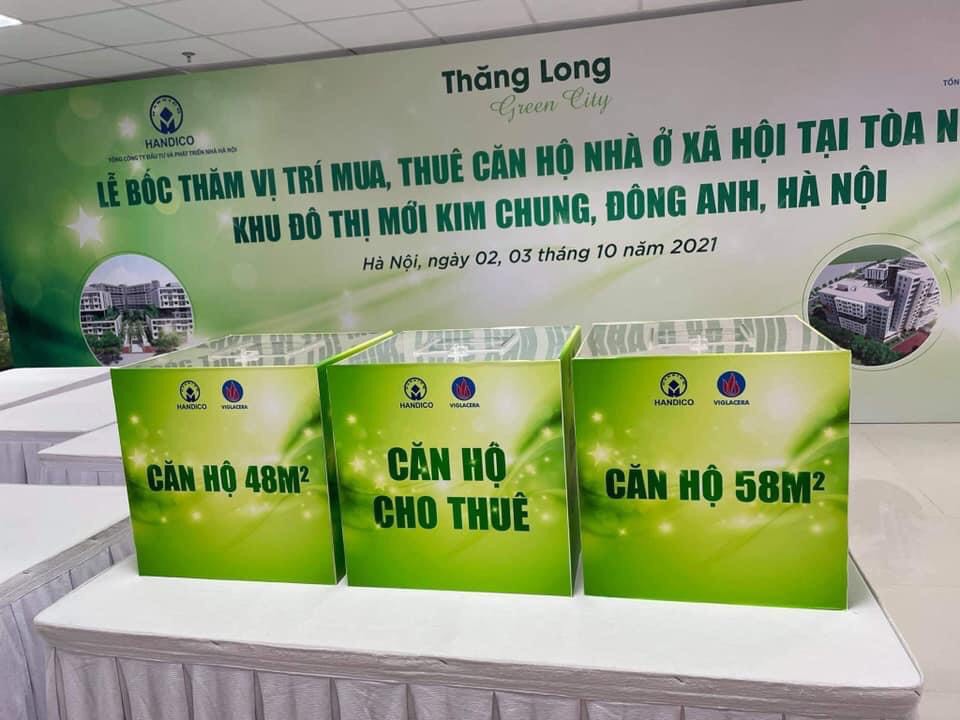 Thăng Long
Green City
HANDICO
TỔNG CÔNG TY ĐẦU TƯ VÀ PHÁT TRIỂN NHÀ HÀ NỘI
TỔN
LỄ BỐC THĂM VỊ TRÍ MUA, THUÊ CĂN HỘ NHÀ Ở XÃ HỘI TẠI TÒA N
KHU ĐÔ THỊ MỚI KIM CHUNG, ĐÔNG ANH, HÀ NỘI
Hà Nội, ngày 02, 03 tháng 10 năm 2021
HANDICO VIGLACERA
CĂN HỘ 48M²
HANDICO VIGLACERA
CĂN HỘ
CHO THUÊ
HANDICO VIGLACERA
CĂN HỘ 58M²